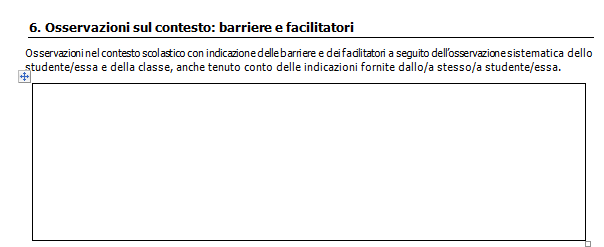 6. Osservazioni sul contesto: barriere e facilitatori
Osservazioni nel contesto scolastico con indicazione delle barriere e dei facilitatori a seguito dell'osservazione sistematica dello
studente/essa e della classe, anche tenuto conto delle indicazioni fornite dallo/a stesso/a studente/essa.